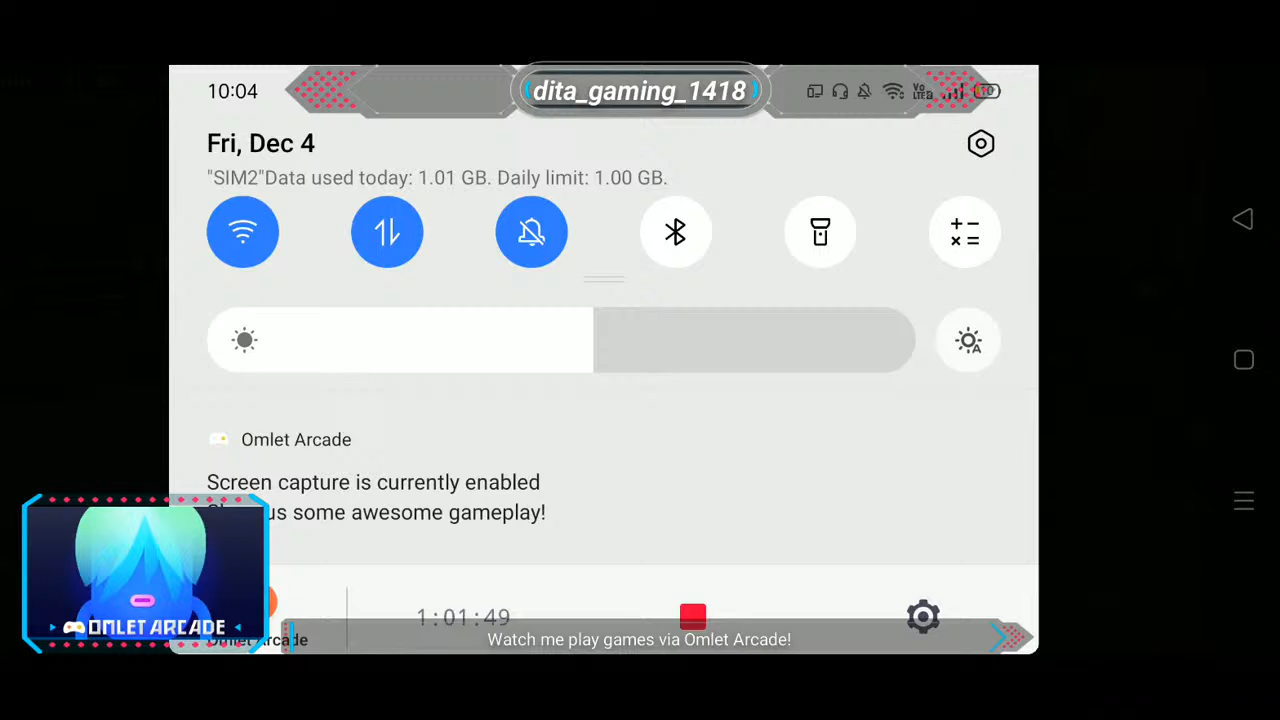 10:04
dita_gaming_1418
Vo
LTE2
Fri, Dec 4
"SIM2"Data used today: 1.01 GB. Daily limit: 1.00 GB.
Omlet Arcade
Screen capture is currently enabled
us some awesome gameplay!
1:01:49
OMLET ARCADE
Watch me play games via Omlet Arcade!